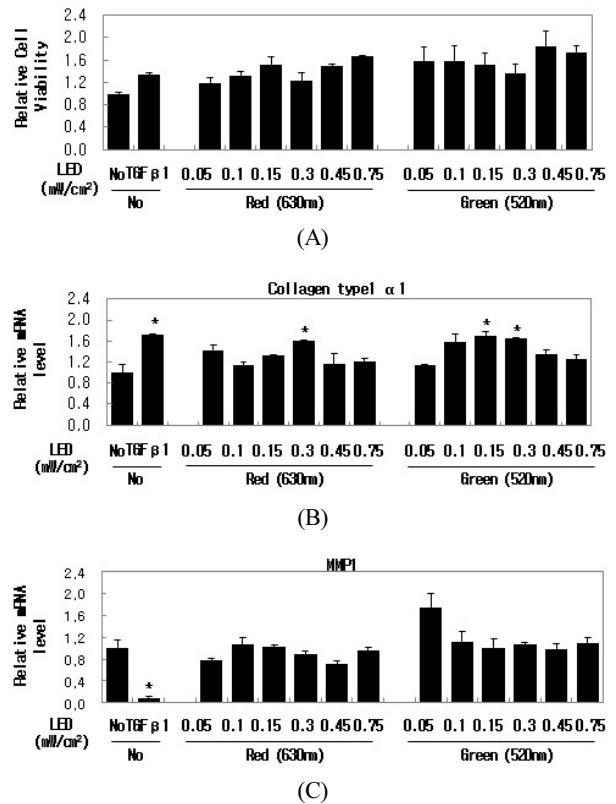 Relative Cell
Viability
2.4
2.0
1.6
1.2
0.8
0.4
0.0
LED
(mW/cm²)
No TGF β 1 0.05 0.1 0.15 0.3 0.45 0.75 0.05 0.1 0.15 0.3 0.45 0.75
No Red (630nm) Green (520nm)
(A)
Collagen type1 α 1
Relative mRNA
level
2.4
2.0
1.6
1.2
0.8
0.4
0.0
* * * *
LED
(mW/cm²)
No TGF β 1 0.05 0.1 0.15 0.3 0.45 0.75 0.05 0.1 0.15 0.3 0.45 0.75
No Red (630nm) Green (520nm)
(B)
MMP1
Relative mRNA
level
2.4
2.0
1.6
1.2
0.8
0.4
0.0
*
LED
(mW/cm²)
No TGF β 1 0.05 0.1 0.15 0.3 0.45 0.75 0.05 0.1 0.15 0.3 0.45 0.75
No Red (630nm) Green (520nm)
(C)